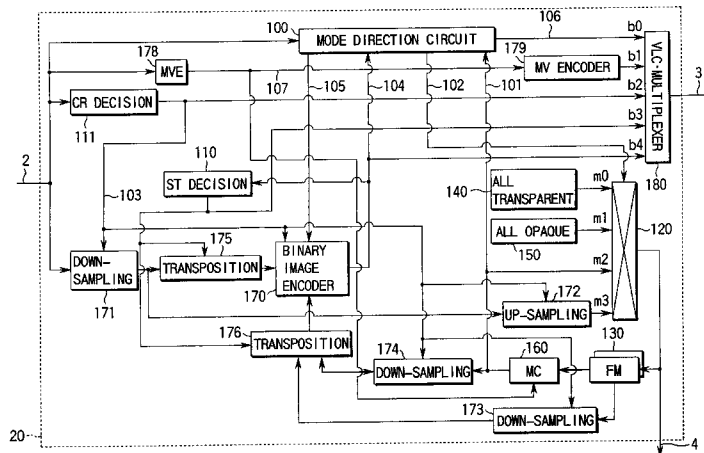 100
MODE DIRECTION CIRCUIT
106
b0
178
MVE
107
105
104
102
179
MV ENCODER
101
b1
CR DECISION
111
b2
VLC-MULTIPLEXER
3
b3
110
ST DECISION
b4
180
2
103
140
ALL
TRANSPARENT
m0
120
150
ALL OPAQUE
m1
DOWN-
SAMPLING
171
175
TRANSPOSITION
170
BINARY
IMAGE
ENCODER
m2
172
UP-SAMPLING
m3
176
TRANSPOSITION
174
DOWN-SAMPLING
160
MC
130
FM
173
DOWN-SAMPLING
20
4